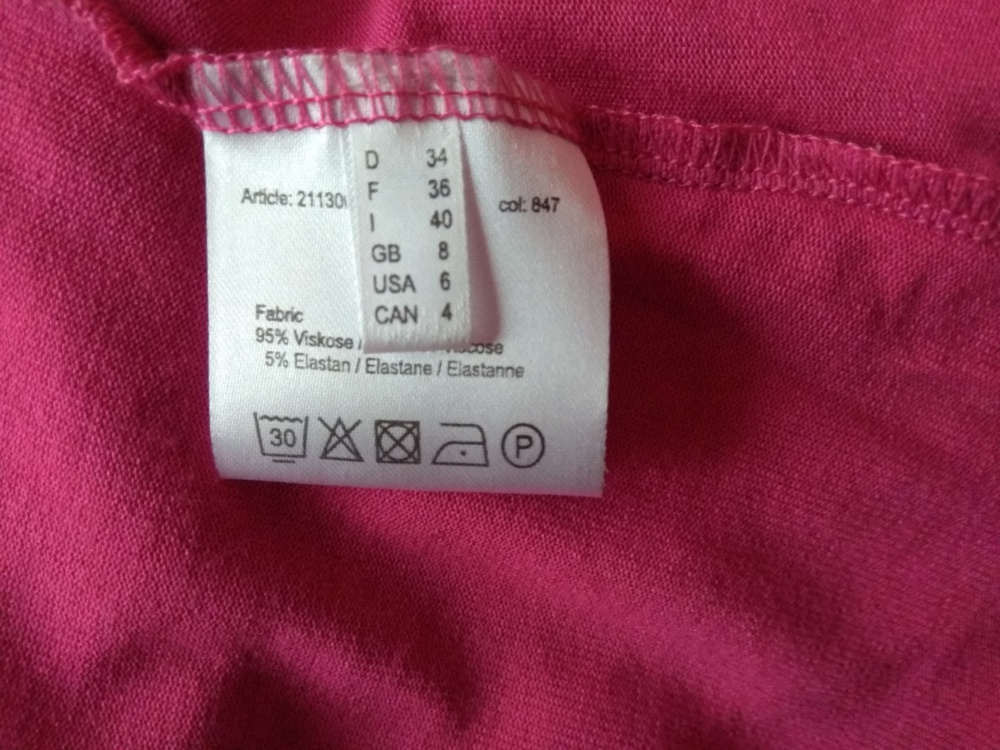 D 34
F 36
I 40
GB 8
USA 6
CAN 4
Article: 21130
col: 847
Fabric
95% Viskose /
5% Elastan / Elastane / Elastanne
30
P